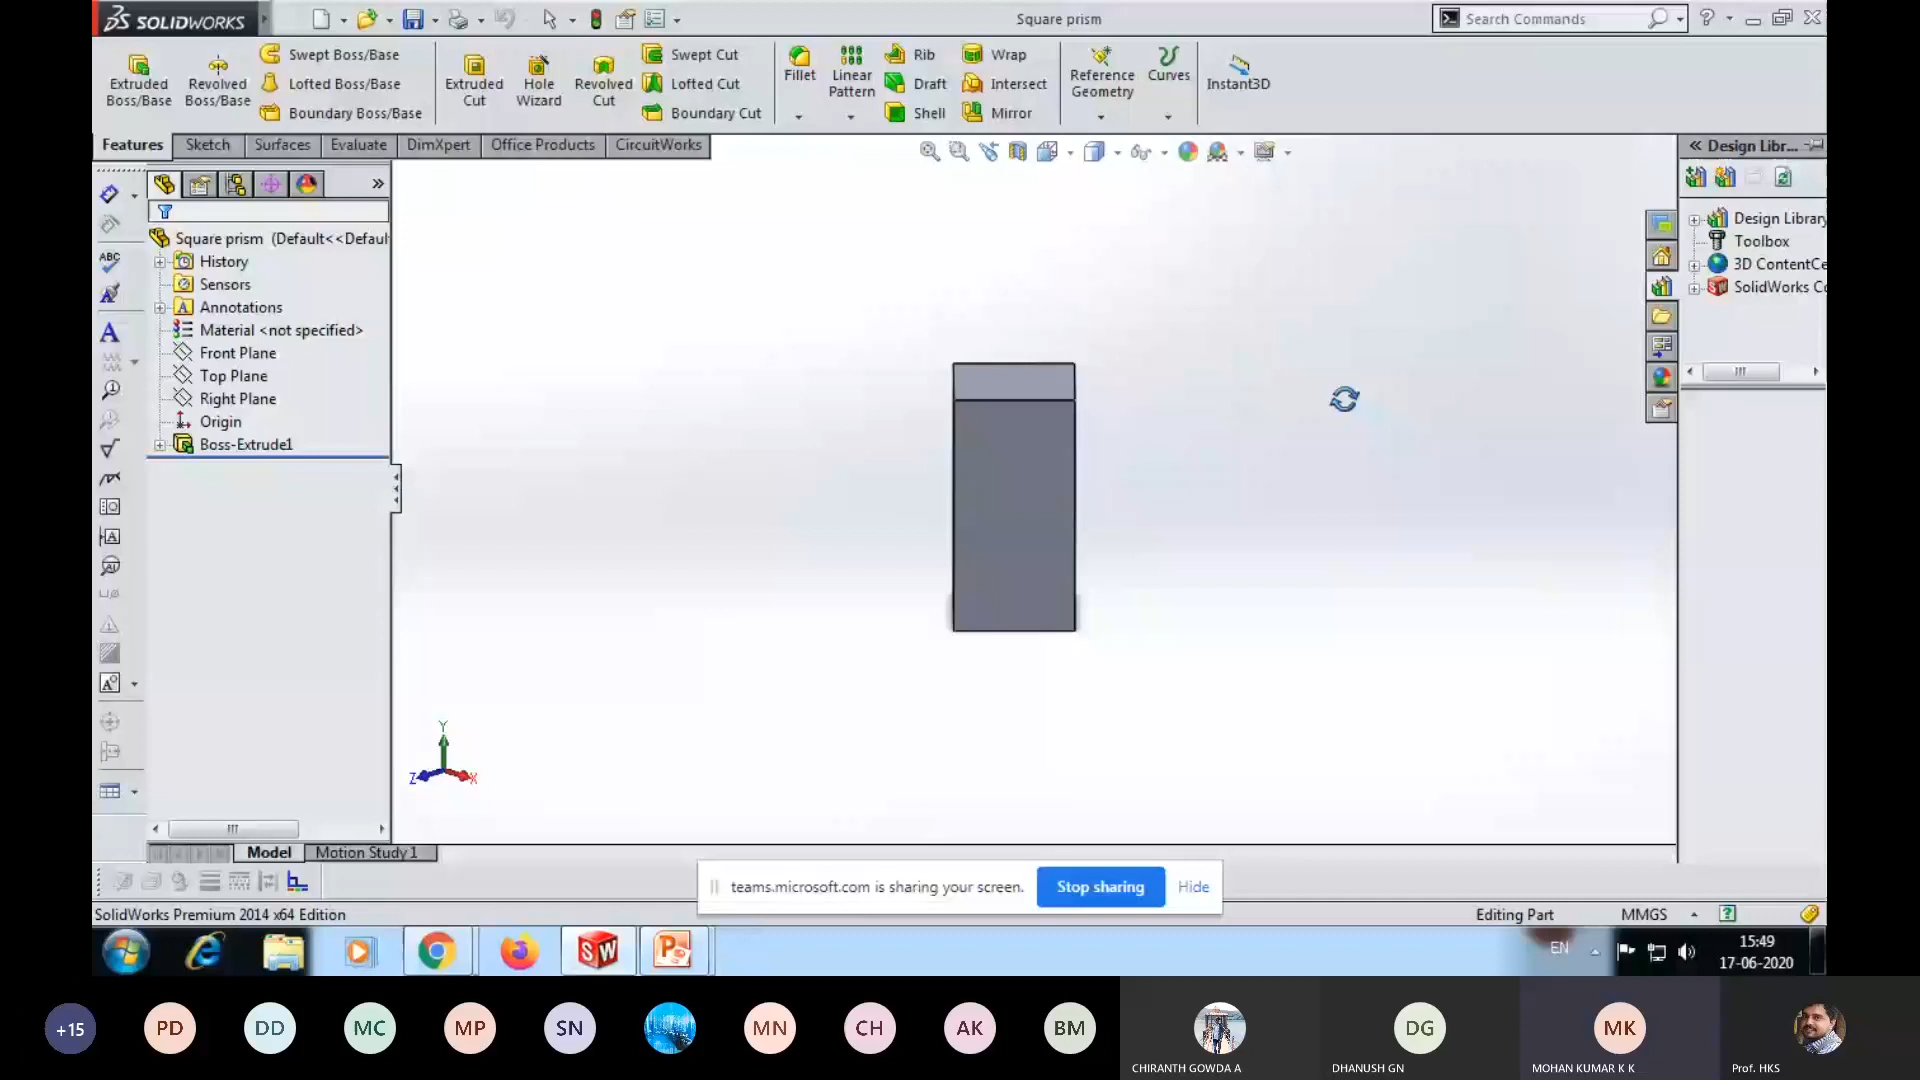 SOLIDWORKS
Square prism
Search Commands
Extruded Boss/Base
Revolved Boss/Base
Swept Boss/Base
Lofted Boss/Base
Boundary Boss/Base
Extruded Cut
Hole Wizard
Revolved Cut
Swept Cut
Lofted Cut
Boundary Cut
Fillet
Linear Pattern
Rib
Draft
Shell
Wrap
Intersect
Mirror
Reference Geometry
Curves
Instant3D
Features
Sketch
Surfaces
Evaluate
DimXpert
Office Products
CircuitWorks
Design Libr...
Square prism (Default<<Defaul
History
Sensors
Annotations
Material <not specified>
Front Plane
Top Plane
Right Plane
Origin
Boss-Extrude1
Design Library
Toolbox
3D ContentCe
SolidWorks Co
ABC
Y
Z
X
Model
Motion Study 1
teams.microsoft.com is sharing your screen.
Stop sharing
Hide
SolidWorks Premium 2014 x64 Edition
Editing Part
MMGS
EN
15:49
17-06-2020
+15
PD
DD
MC
MP
SN
MN
CH
AK
BM
DG
MK
CHIRANTH GOWDA A
DHANUSH GN
MOHAN KUMAR K K
Prof. HKS